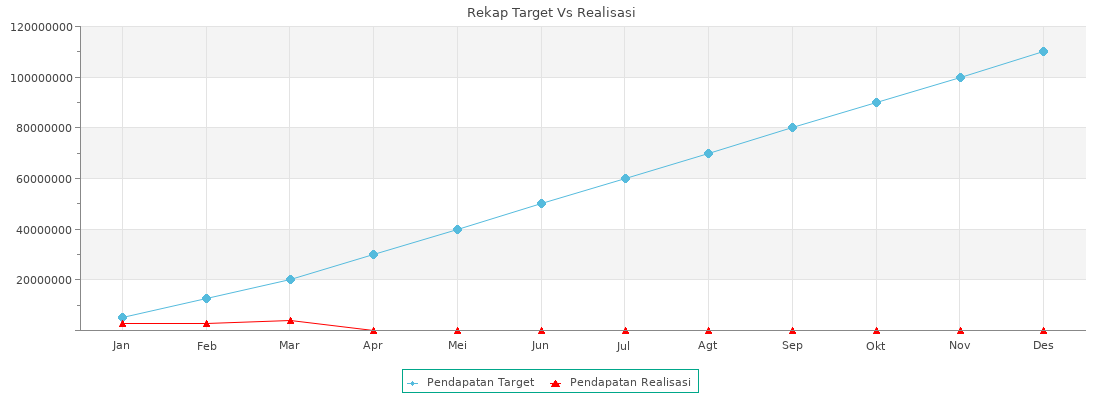 Rekap Target Vs Realisasi
120000000
100000000
80000000
60000000
40000000
20000000
Jan Feb Mar Apr Mei Jun Jul Agt Sep Okt Nov Des
Pendapatan Target Pendapatan Realisasi